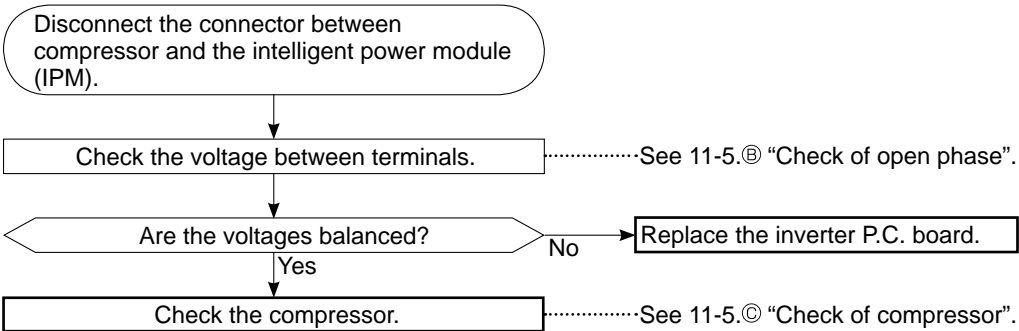 Disconnect the connector between
compressor and the intelligent power module
(IPM).
Check the voltage between terminals.
See 11-5.Ⓑ “Check of open phase”.
Are the voltages balanced?
No
Replace the inverter P.C. board.
Yes
Check the compressor.
See 11-5.Ⓒ “Check of compressor”.